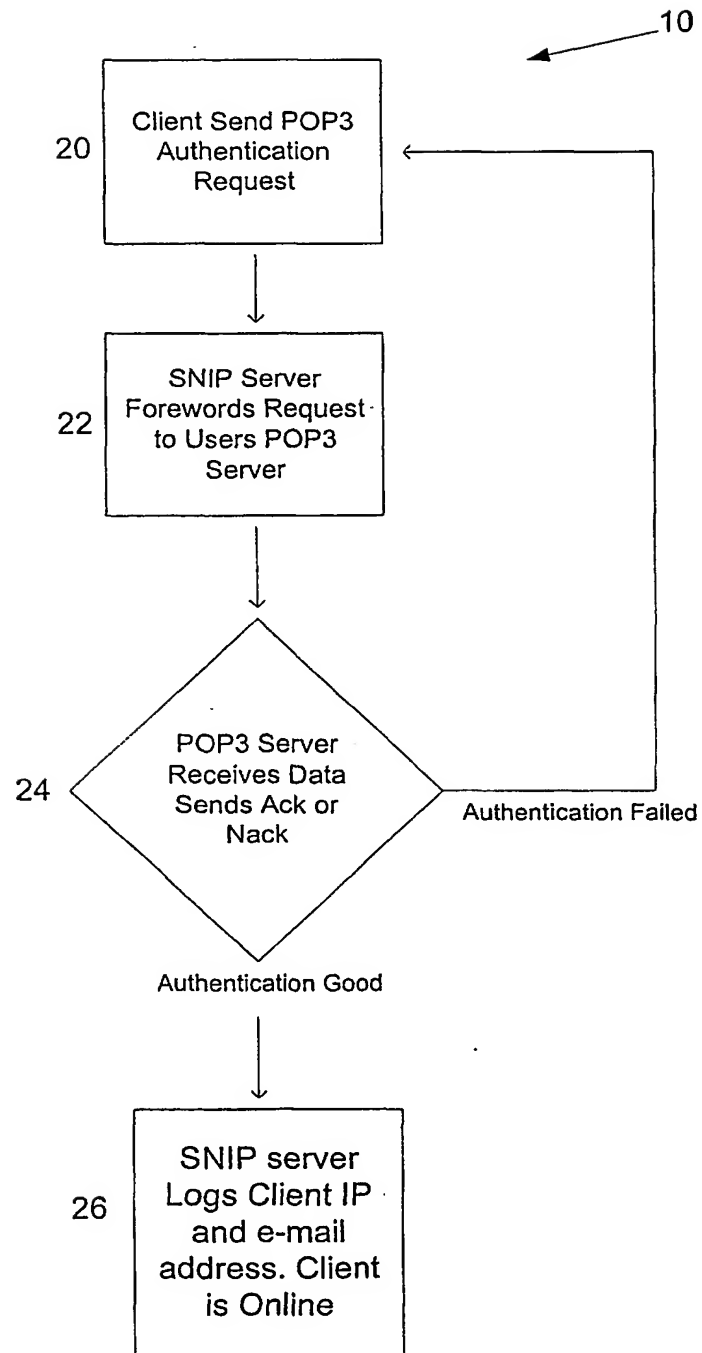 10
20
Client Send POP3
Authentication
Request
22
SNIP Server
Forewords Request
to Users POP3
Server
24
POP3 Server
Receives Data
Sends Ack or
Nack
Authentication Failed
Authentication Good
26
SNIP server
Logs Client IP
and e-mail
address. Client
is Online